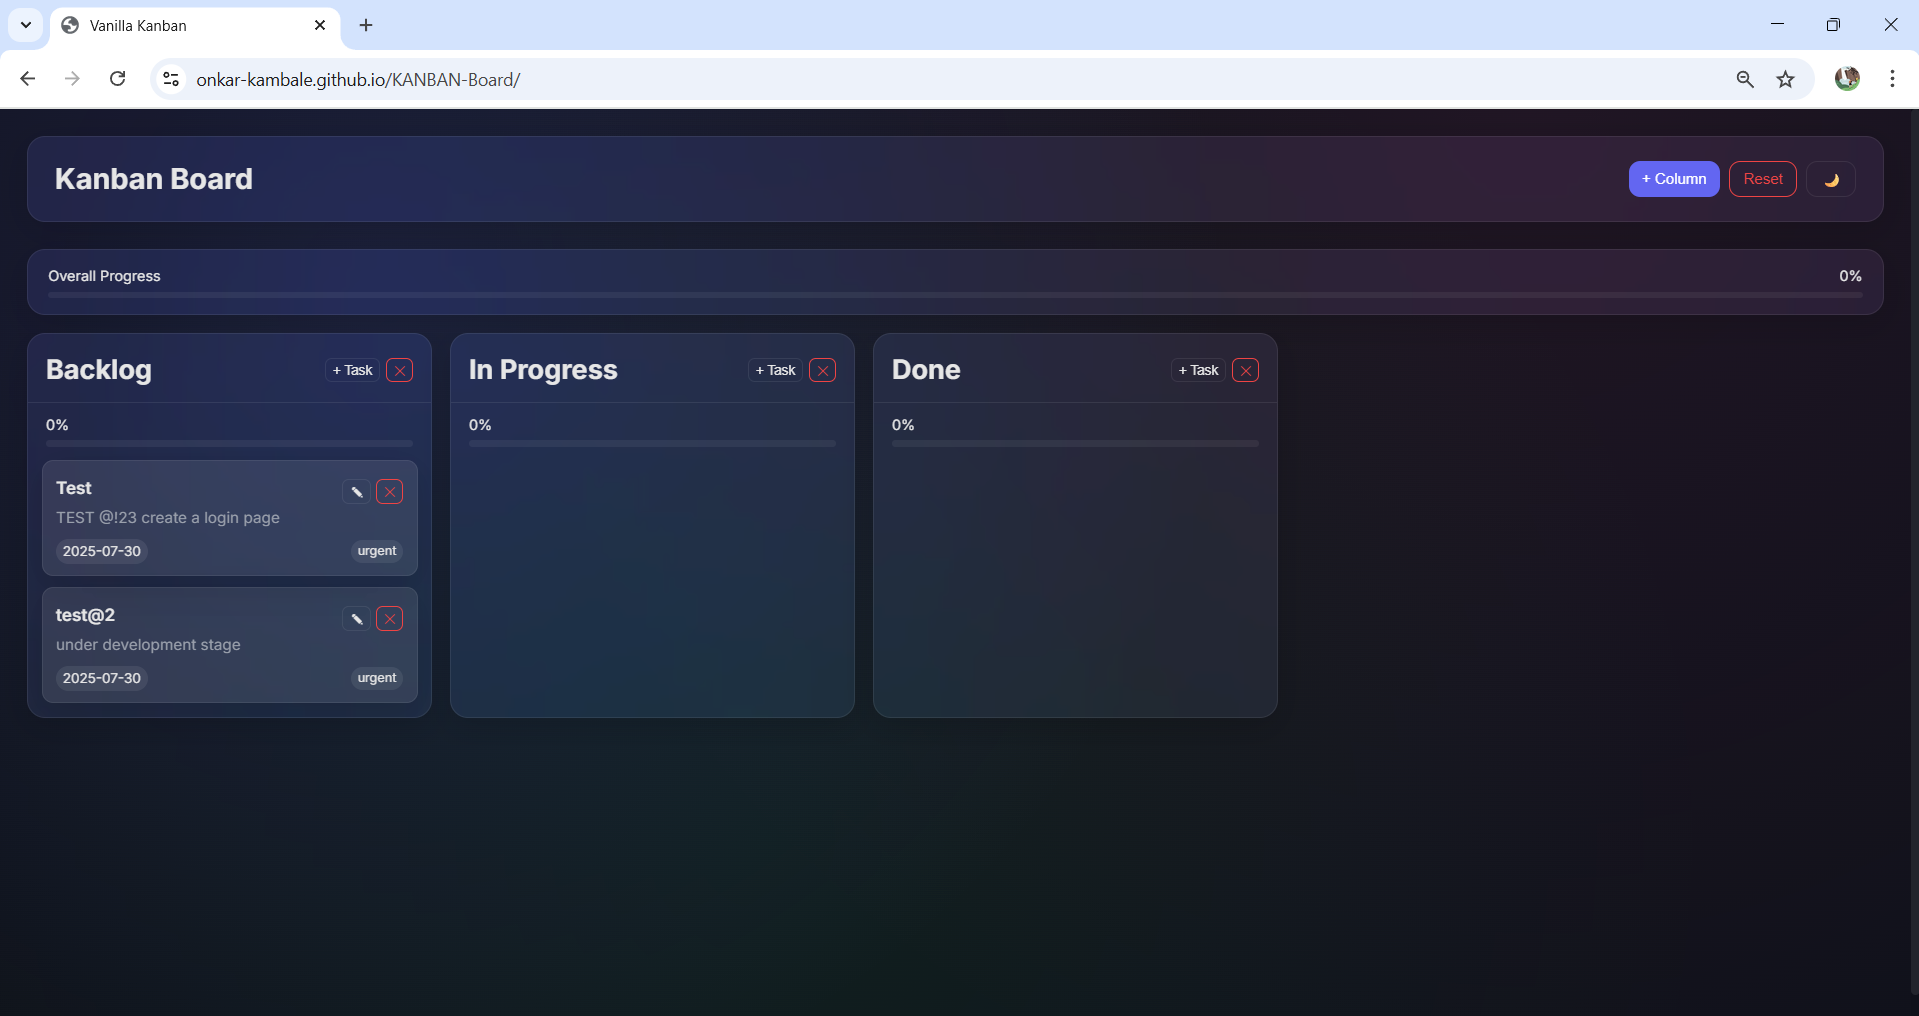 Vanilla Kanban
onkar-kambale.github.io/KANBAN-Board/
Kanban Board
+ Column
Reset
Overall Progress
0%
Backlog
+ Task
0%
Test
TEST @!23 create a login page
2025-07-30
urgent
test@2
under development stage
2025-07-30
urgent
In Progress
+ Task
0%
Done
+ Task
0%